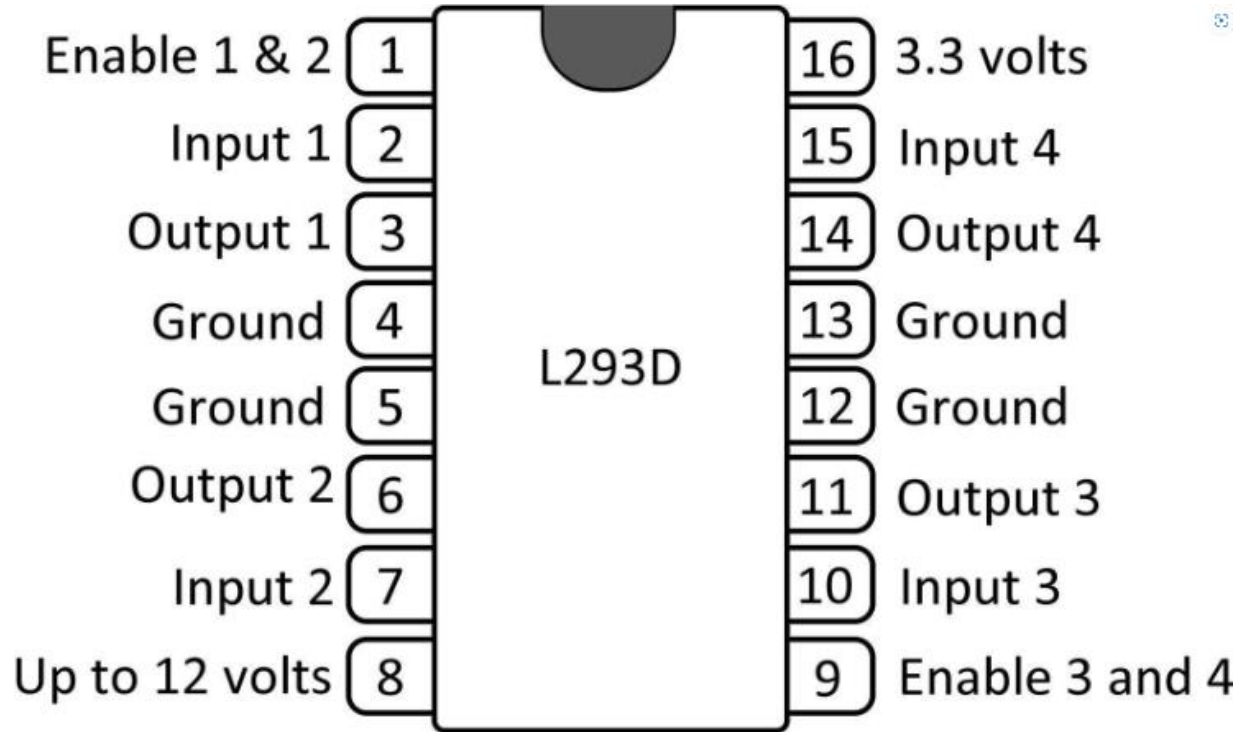 Enable 1 & 2 1
Input 1 2
Output 1 3
Ground 4
Ground 5
Output 2 6
Input 2 7
Up to 12 volts 8
L293D
16 3.3 volts
15 Input 4
14 Output 4
13 Ground
12 Ground
11 Output 3
10 Input 3
9 Enable 3 and 4